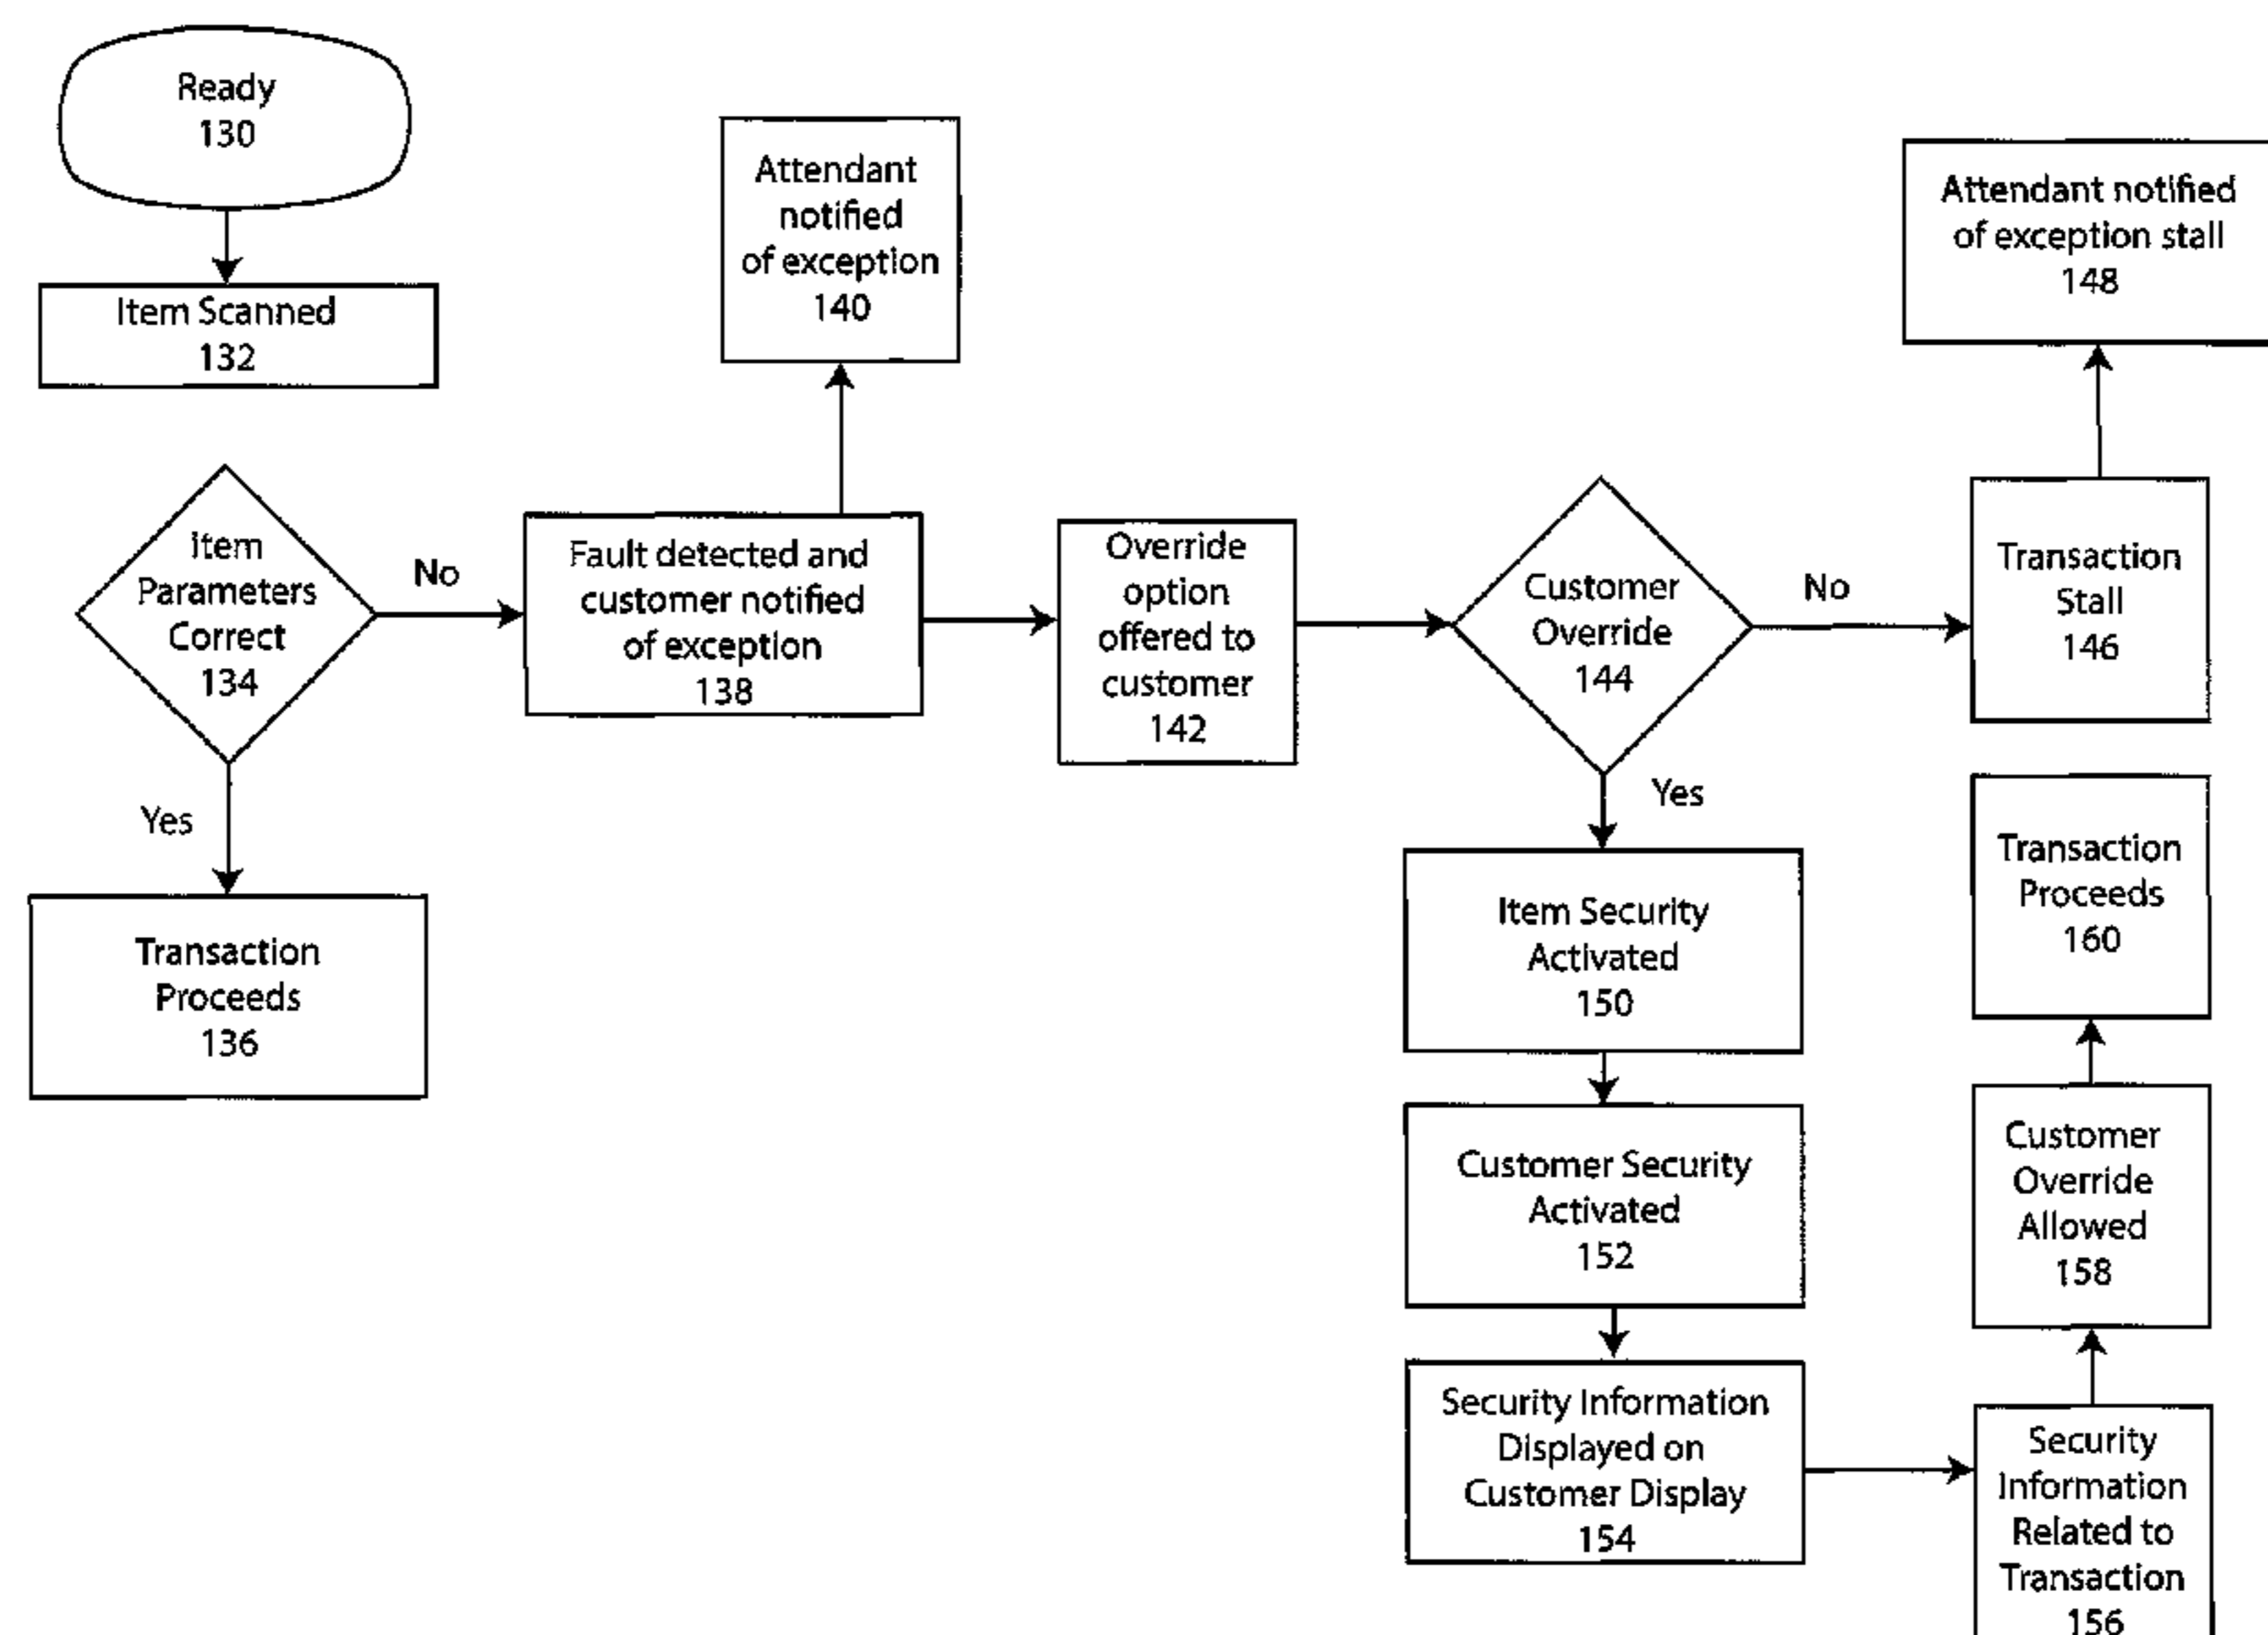 Ready
130
Item Scanned
132
Attendant
notified
of exception
140
Attendant notified
of exception stall
148
Item
Parameters
Correct
134
No
Fault detected and
customer notified
of exception
138
Override
option
offered to
customer
142
Customer
Override
144
No
Transaction
Stall
146
Yes
Transaction
Proceeds
136
Yes
Item Security
Activated
150
Customer Security
Activated
152
Security Information
Displayed on
Customer Display
154
Transaction
Proceeds
160
Customer
Override
Allowed
158
Security
Information
Related to
Transaction
156